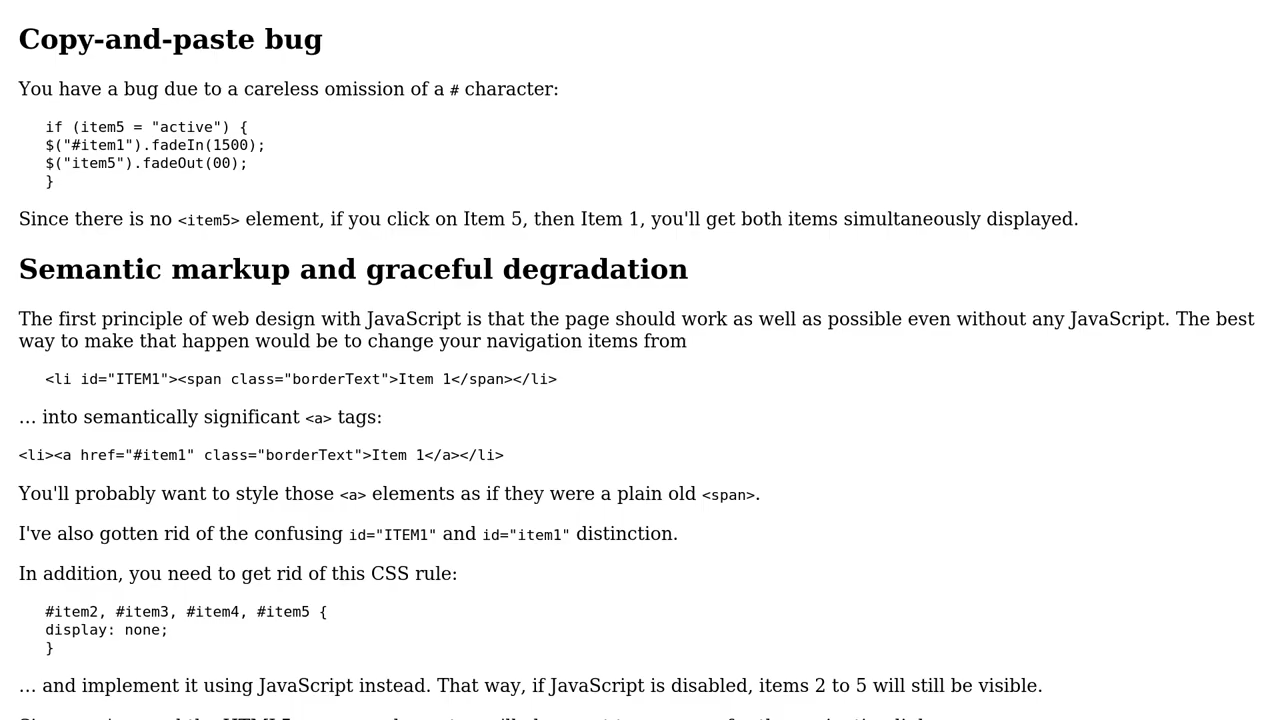 Copy-and-paste bug
You have a bug due to a careless omission of a # character:
if (item5 = "active") {
$("#item1").fadeIn(1500);
$("item5").fadeOut(00);
}
Since there is no <item5> element, if you click on Item 5, then Item 1, you'll get both items simultaneously displayed.
Semantic markup and graceful degradation
The first principle of web design with JavaScript is that the page should work as well as possible even without any JavaScript. The best
way to make that happen would be to change your navigation items from
<li id="ITEM1"><span class="borderText">Item 1</span></li>
… into semantically significant <a> tags:
<li><a href="#item1" class="borderText">Item 1</a></li>
You'll probably want to style those <a> elements as if they were a plain old <span>.
I've also gotten rid of the confusing id="ITEM1" and id="item1" distinction.
In addition, you need to get rid of this CSS rule:
#item2, #item3, #item4, #item5 {
display: none;
}
… and implement it using JavaScript instead. That way, if JavaScript is disabled, items 2 to 5 will still be visible.